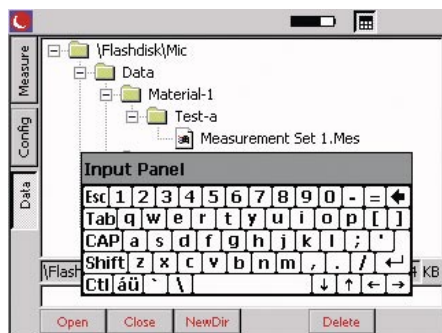 Measure
Config
Data
\Flashdisk\Mic
Data
Material-1
Test-a
Measurement Set 1.Mes
Input Panel
Esc 1 2 3 4 5 6 7 8 9 0 - =
Tab q w e r t y u i o p [ ]
CAP a s d f g h j k l ; '
Shift z x c v b n m , . /
Ctl áü ` \
\Flash
KB
Open Close NewDir Delete